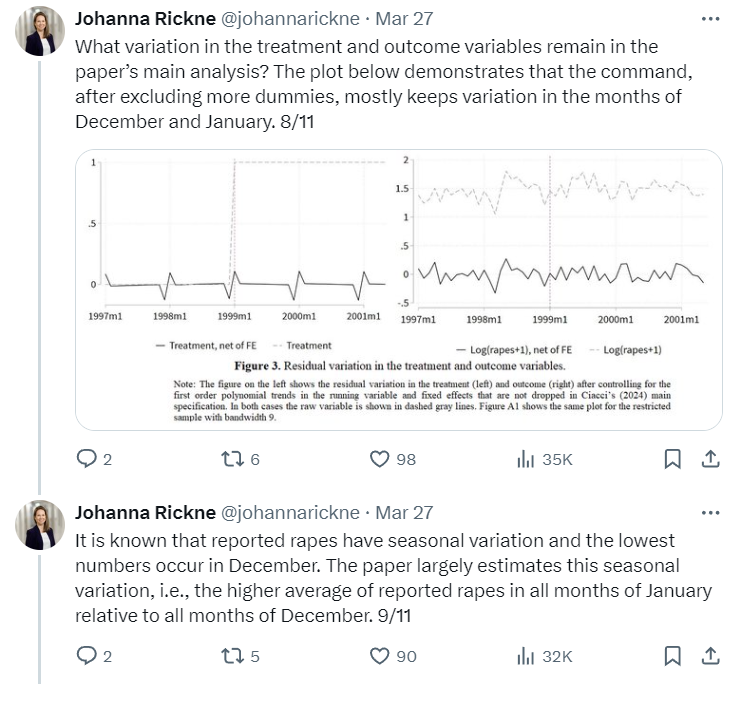 Johanna Rickne @johannarickne · Mar 27
What variation in the treatment and outcome variables remain in the
paper's main analysis? The plot below demonstrates that the command,
after excluding more dummies, mostly keeps variation in the months of
December and January. 8/11
1
.5
0
1997m1 1998m1 1999m1 2000m1 2001m1
Treatment, net of FE Treatment
2
1.5
1
.5
0
-.5
1997m1 1998m1 1999m1 2000m1 2001m1
Log(rapes+1), net of FE Log(rapes+1)
Figure 3. Residual variation in the treatment and outcome variables.
Note: The figure on the left shows the residual variation in the treatment (left) and outcome (right) after controlling for the
first order polynomial trends in the running variable and fixed effects that are not dropped in Ciacci's (2024) main
specification. In both cases the raw variable is shown in dashed gray lines. Figure A1 shows the same plot for the restricted
sample with bandwidth 9.
2 6 98 35K
Johanna Rickne @johannarickne · Mar 27
It is known that reported rapes have seasonal variation and the lowest
numbers occur in December. The paper largely estimates this seasonal
variation, i.e., the higher average of reported rapes in all months of January
relative to all months of December. 9/11
2 5 90 32K